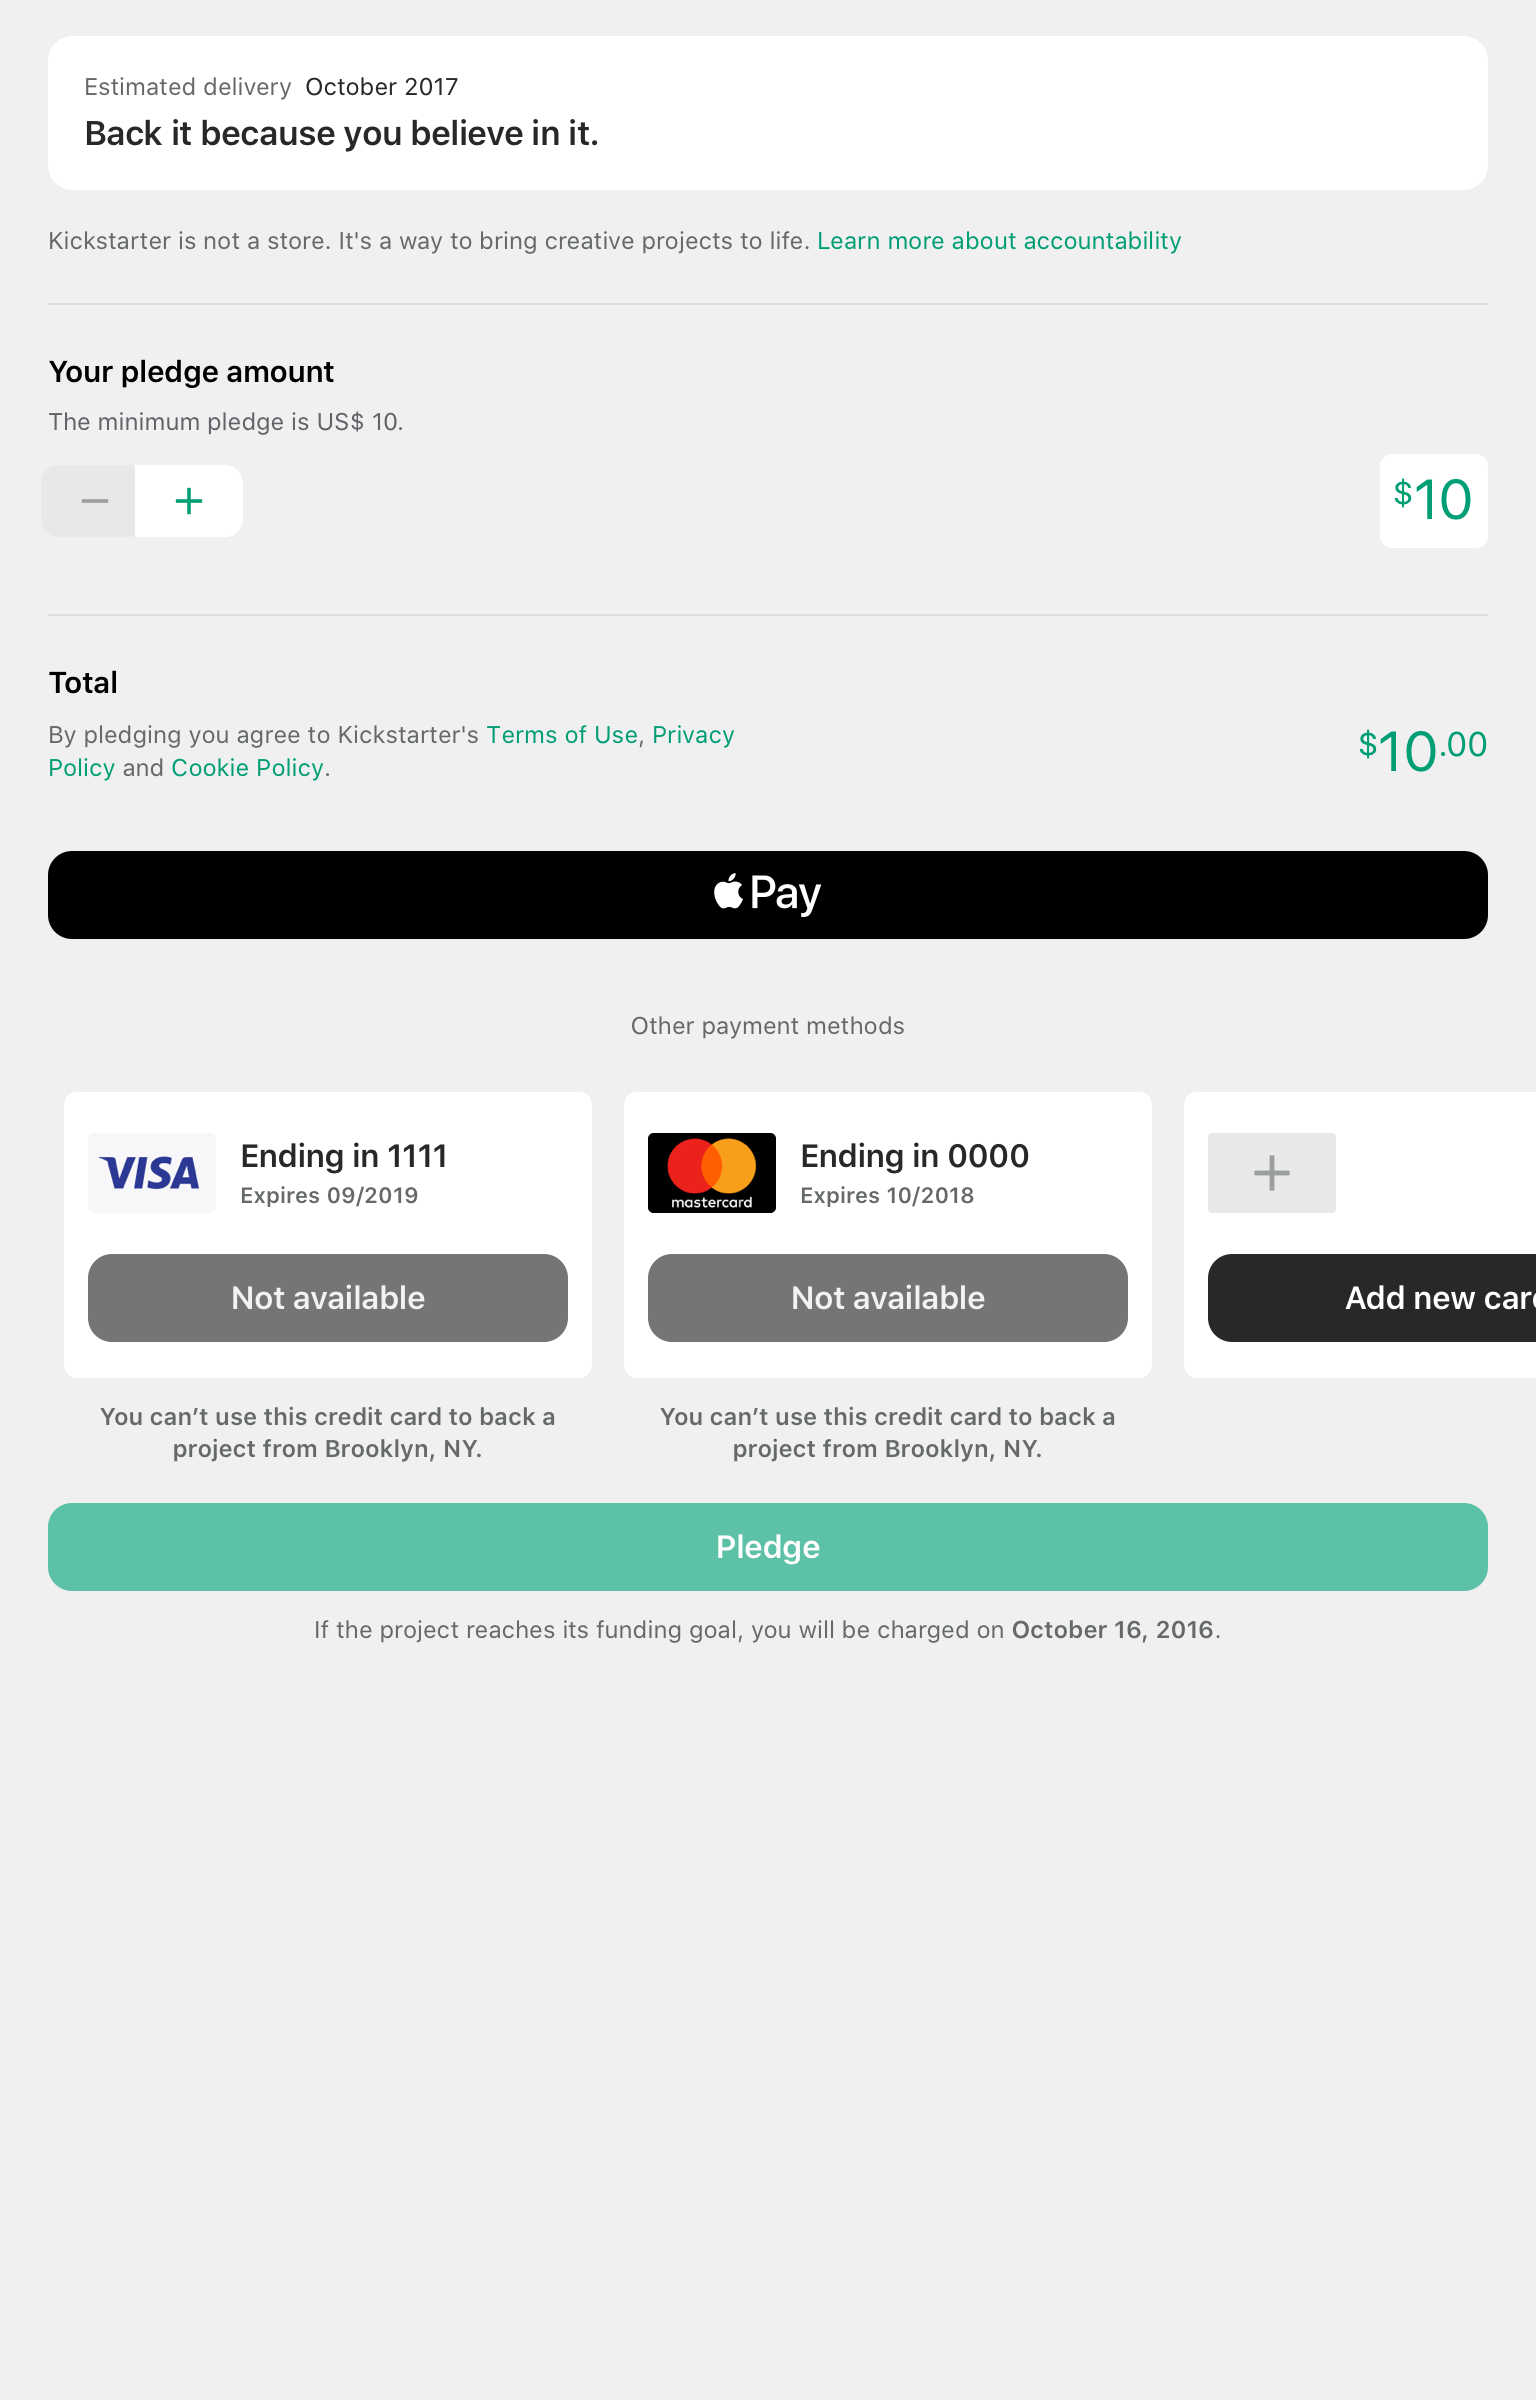 Estimated delivery October 2017
Back it because you believe in it.
Kickstarter is not a store. It's a way to bring creative projects to life. Learn more about accountability
Your pledge amount
The minimum pledge is US$ 10.
− +
$10
Total
By pledging you agree to Kickstarter's Terms of Use, Privacy
Policy and Cookie Policy.
$10.00
Pay
Other payment methods
VISA
Ending in 1111
Expires 09/2019
Not available
You can’t use this credit card to back a
project from Brooklyn, NY.
mastercard
Ending in 0000
Expires 10/2018
Not available
You can’t use this credit card to back a
project from Brooklyn, NY.
+
Add new car
Pledge
If the project reaches its funding goal, you will be charged on October 16, 2016.